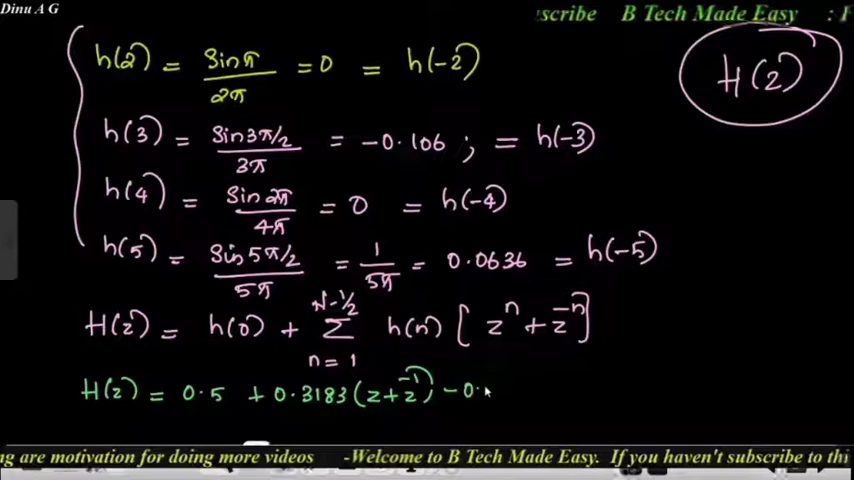 Dinu A G
scribe B Tech Made Easy : F
h(2) = Sinπ/2π = 0 = h(-2)
H(z)
h(3) = Sin3π/2/3π = -0.106 ; = h(-3)
h(4) = Sin2π/4π = 0 = h(-4)
h(5) = Sin5π/2/5π = 1/5π = 0.0636 = h(-5)
H(z) = h(0) + Σ_{n=1}^{N-1/2} h(n) [z^n + z^{-n}]
H(z) = 0.5 + 0.3183(z+z^{-1}) -0.
ng are motivation for doing more videos -Welcome to B Tech Made Easy. If you haven't subscribe to thi